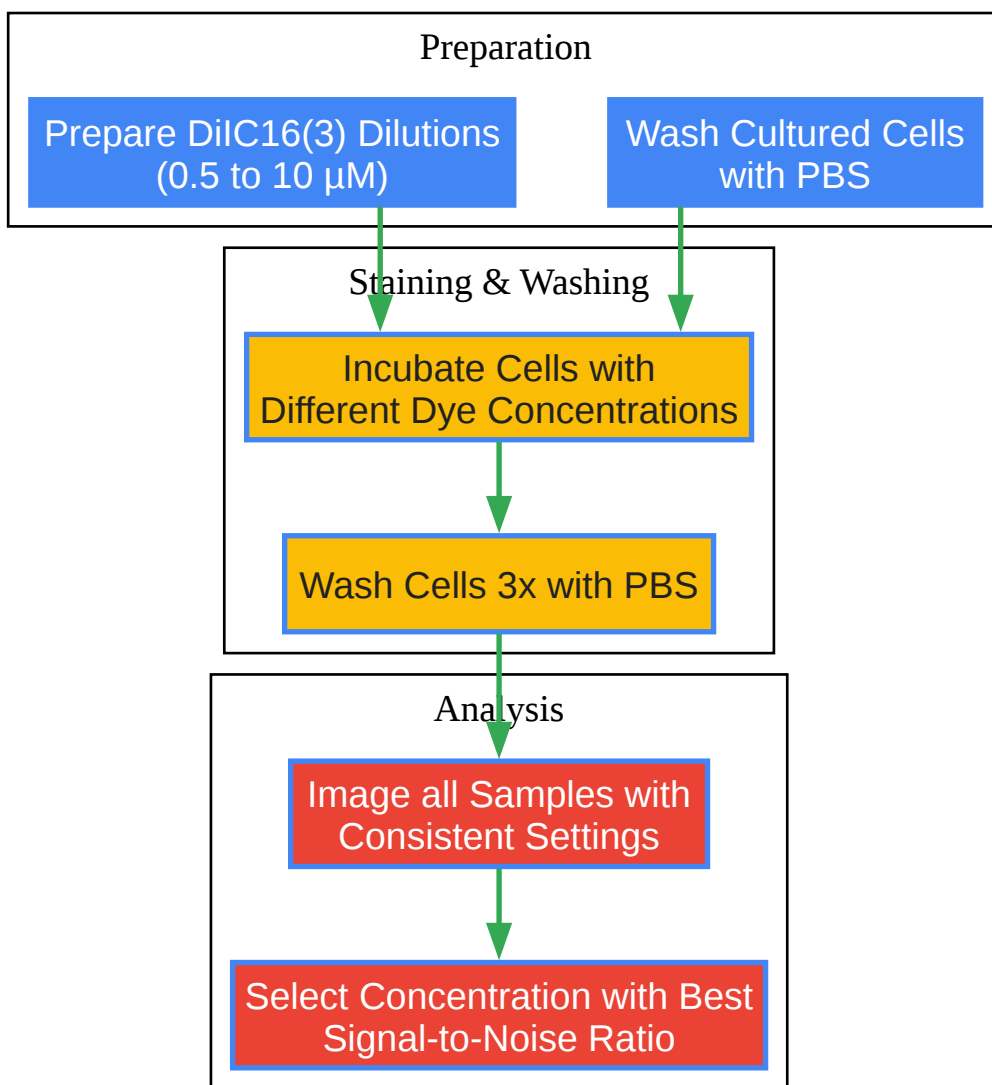 Preparation
Prepare DiIC16(3) Dilutions
(0.5 to 10 µM)
Wash Cultured Cells
with PBS
Staining & Washing
Incubate Cells with
Different Dye Concentrations
Wash Cells 3x with PBS
Analysis
Image all Samples with
Consistent Settings
Select Concentration with Best
Signal-to-Noise Ratio